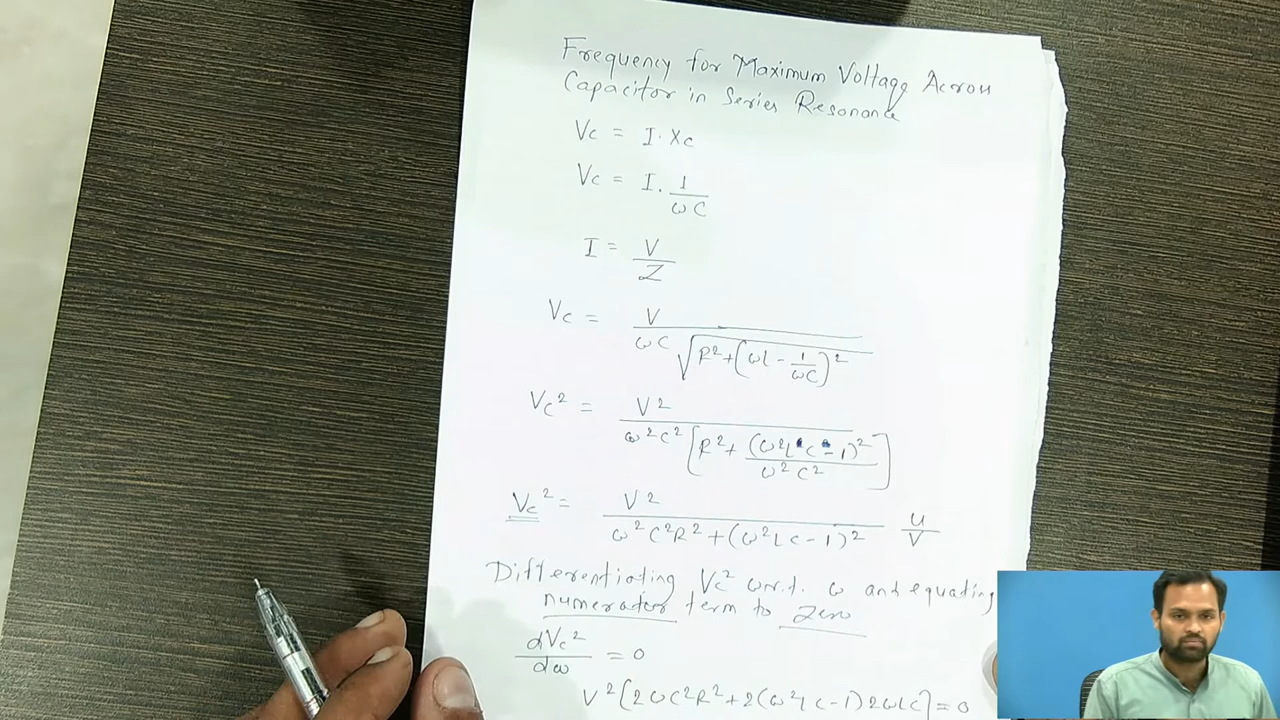 Frequency for Maximum Voltage Across
Capacitor in Series Resonance
Vc = I. Xc
Vc = I. 1/ωC
I = V/Z
Vc = V / ωC √R²+(ωL - 1/ωC)²
Vc² = V² / ω²C² [R² + (ω²LC-1)² / ω²C²]
Vc² = V² / ω²C²R² + (ω²LC-1)² u/v
Differentiating Vc² w.r.t. ω and equating
numerator term to Zero
dVc²/dω = 0
V² [2ωC²R² + 2(ω²LC-1) 2ωLC] = 0